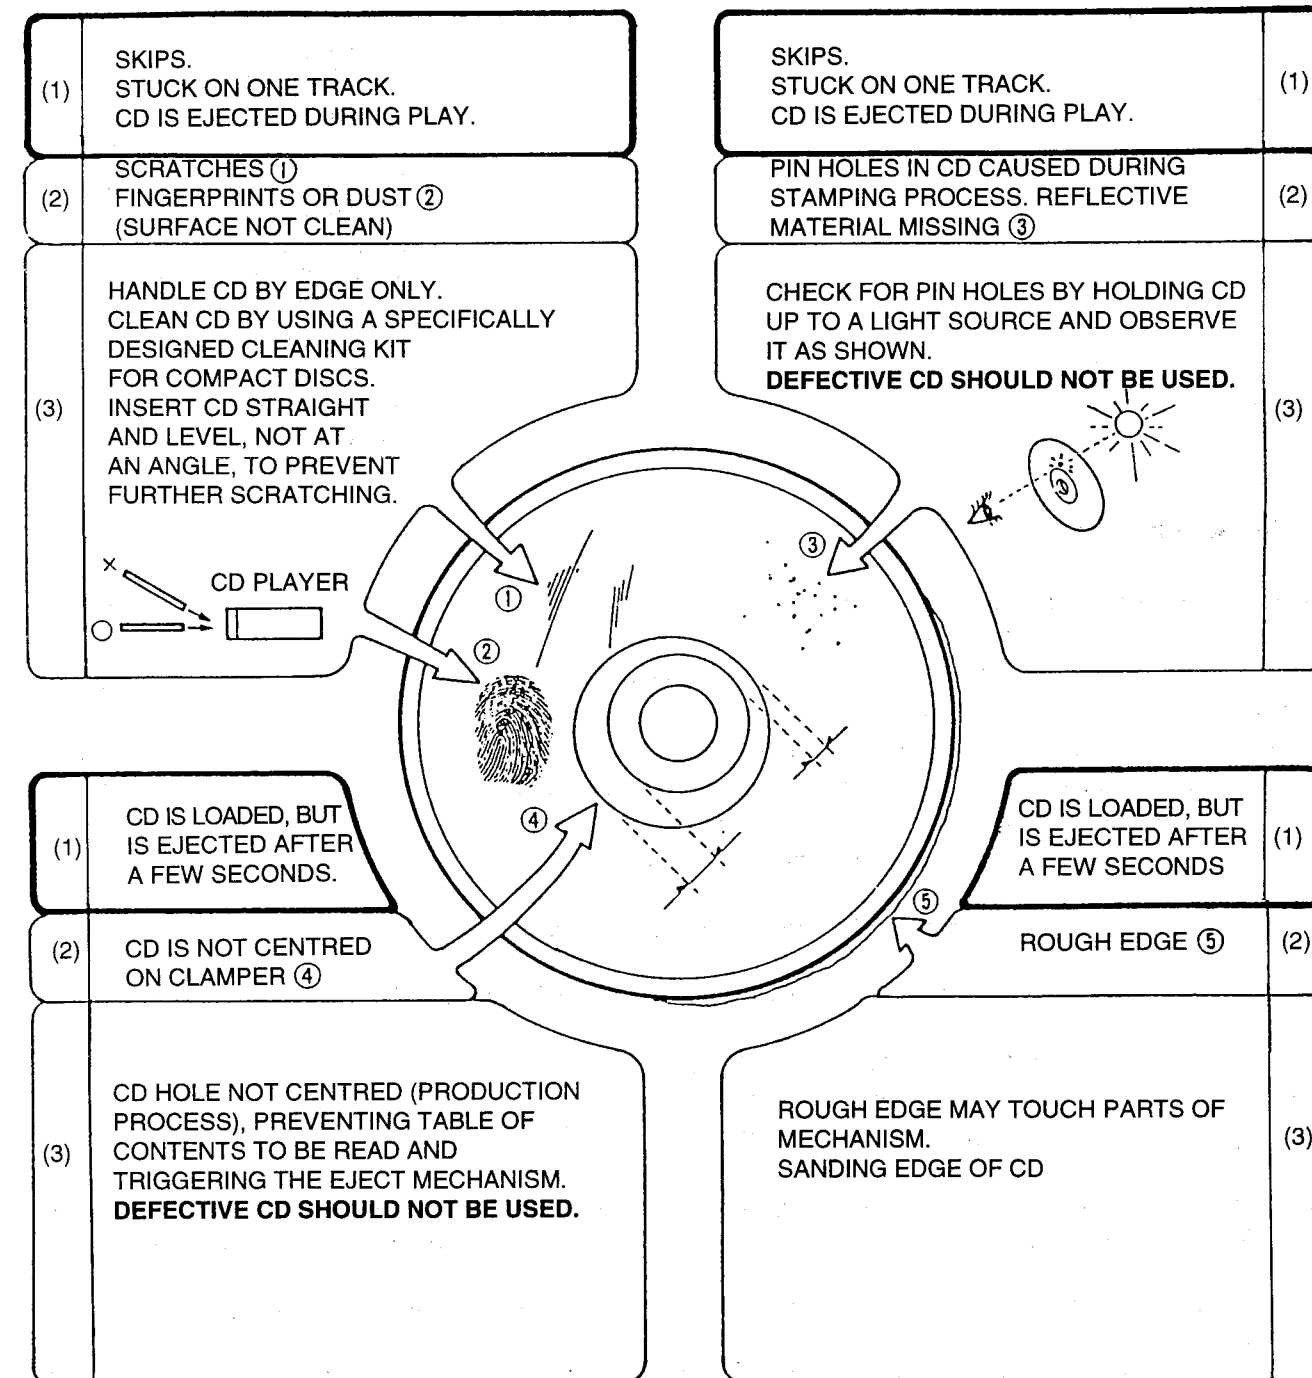 (1)
SKIPS.
STUCK ON ONE TRACK.
CD IS EJECTED DURING PLAY.
(2)
SCRATCHES ①
FINGERPRINTS OR DUST ②
(SURFACE NOT CLEAN)
(3)
HANDLE CD BY EDGE ONLY.
CLEAN CD BY USING A SPECIFICALLY
DESIGNED CLEANING KIT
FOR COMPACT DISCS.
INSERT CD STRAIGHT
AND LEVEL, NOT AT
AN ANGLE, TO PREVENT
FURTHER SCRATCHING.
CD PLAYER
SKIPS.
STUCK ON ONE TRACK.
CD IS EJECTED DURING PLAY.
(1)
PIN HOLES IN CD CAUSED DURING
STAMPING PROCESS. REFLECTIVE
MATERIAL MISSING ③
(2)
CHECK FOR PIN HOLES BY HOLDING CD
UP TO A LIGHT SOURCE AND OBSERVE
IT AS SHOWN.
DEFECTIVE CD SHOULD NOT BE USED.
(3)
①
②
③
④
⑤
(1)
CD IS LOADED, BUT
IS EJECTED AFTER
A FEW SECONDS.
(2)
CD IS NOT CENTRED
ON CLAMPER ④
(3)
CD HOLE NOT CENTRED (PRODUCTION
PROCESS), PREVENTING TABLE OF
CONTENTS TO BE READ AND
TRIGGERING THE EJECT MECHANISM.
DEFECTIVE CD SHOULD NOT BE USED.
CD IS LOADED, BUT
IS EJECTED AFTER
A FEW SECONDS
(1)
ROUGH EDGE ⑤
(2)
ROUGH EDGE MAY TOUCH PARTS OF
MECHANISM.
SANDING EDGE OF CD
(3)